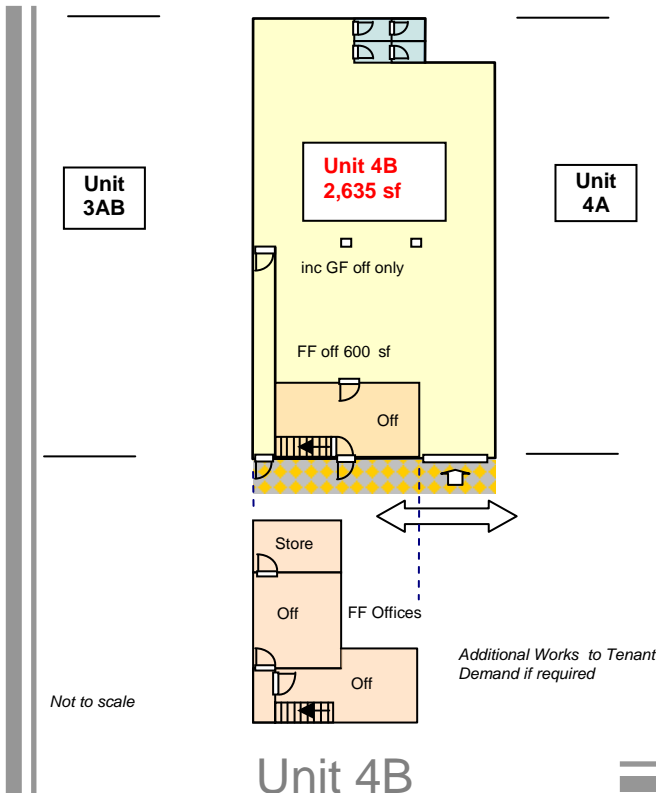 Unit 4B
2,635 sf
Unit
3AB
Unit
4A
inc GF off only
FF off 600 sf
Off
Store
Off
FF Offices
Off
Additional Works to Tenant
Demand if required
Not to scale
Unit 4B